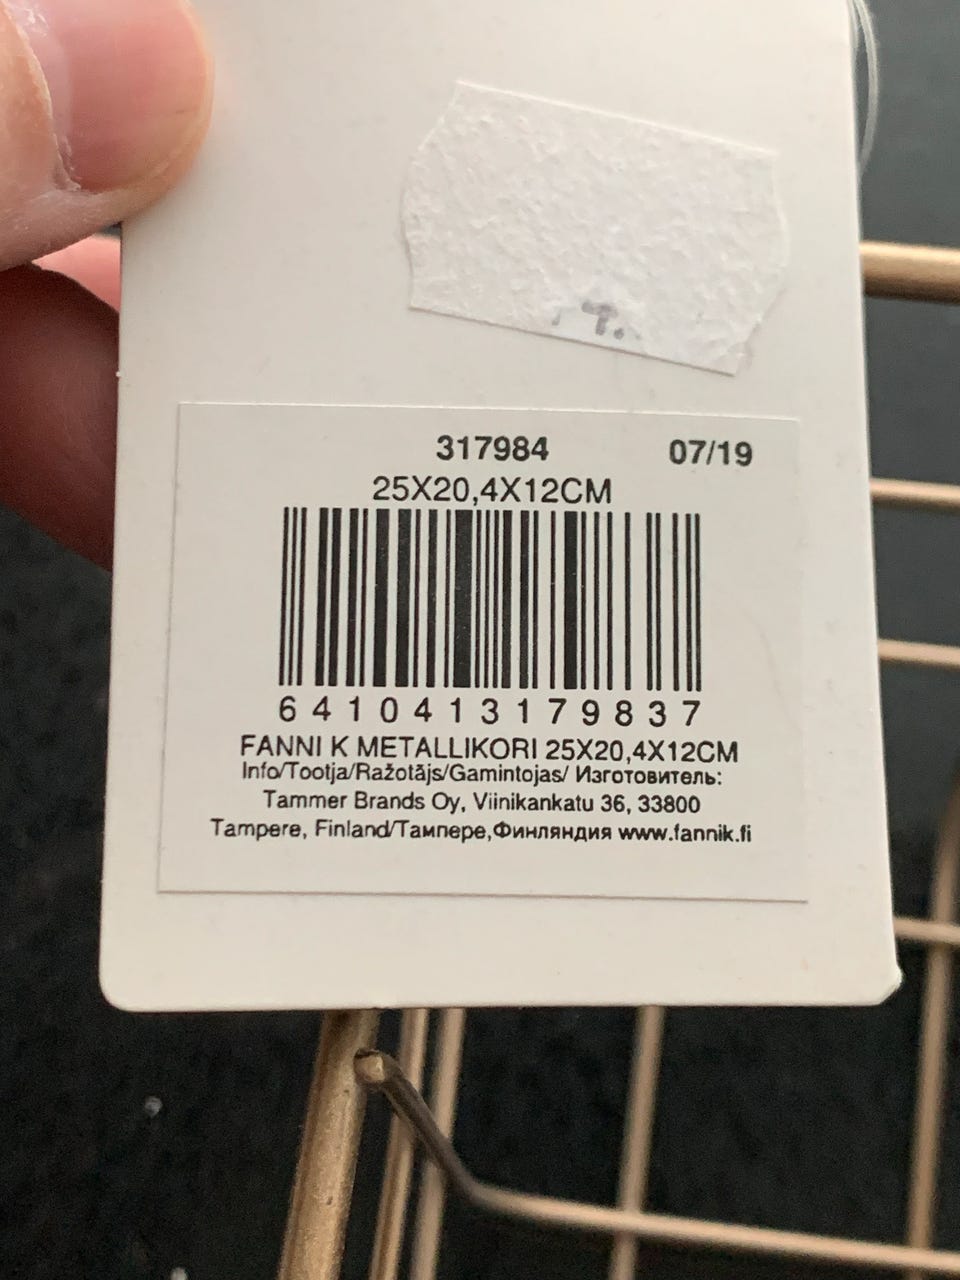 317984 07/19
25X20,4X12CM
6410413179837
FANNI K METALLIKORI 25X20,4X12CM
Info/Tootja/Ražotājs/Gamintojas/ Изготовитель:
Tammer Brands Oy, Viinikankatu 36, 33800
Tampere, Finland/Тампере,Финляндия www.fannik.fi